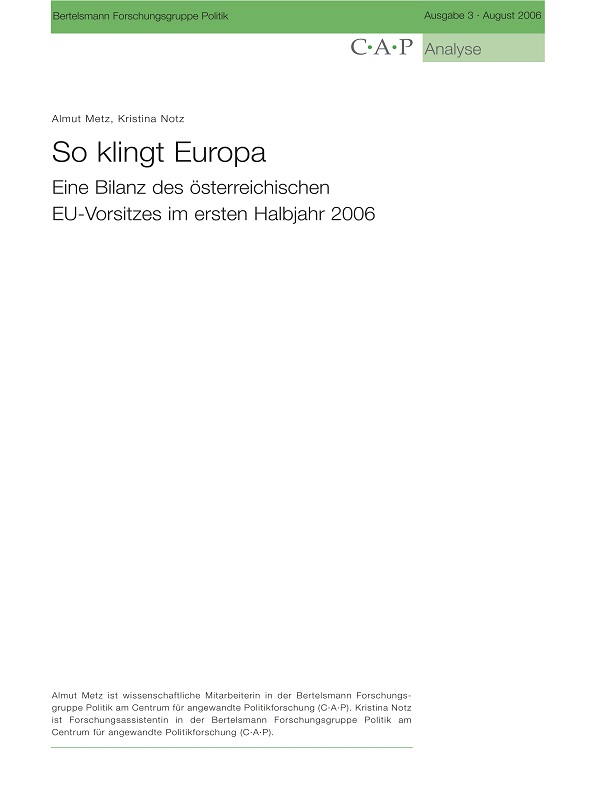 Bertelsmann Forschungsgruppe Politik
Ausgabe 3 · August 2006
C·A·P Analyse
Almut Metz, Kristina Notz
So klingt Europa
Eine Bilanz des österreichischen
EU-Vorsitzes im ersten Halbjahr 2006
Almut Metz ist wissenschaftliche Mitarbeiterin in der Bertelsmann Forschungs-
gruppe Politik am Centrum für angewandte Politikforschung (C·A·P). Kristina Notz
ist Forschungsassistentin in der Bertelsmann Forschungsgruppe Politik am
Centrum für angewandte Politikforschung (C·A·P).